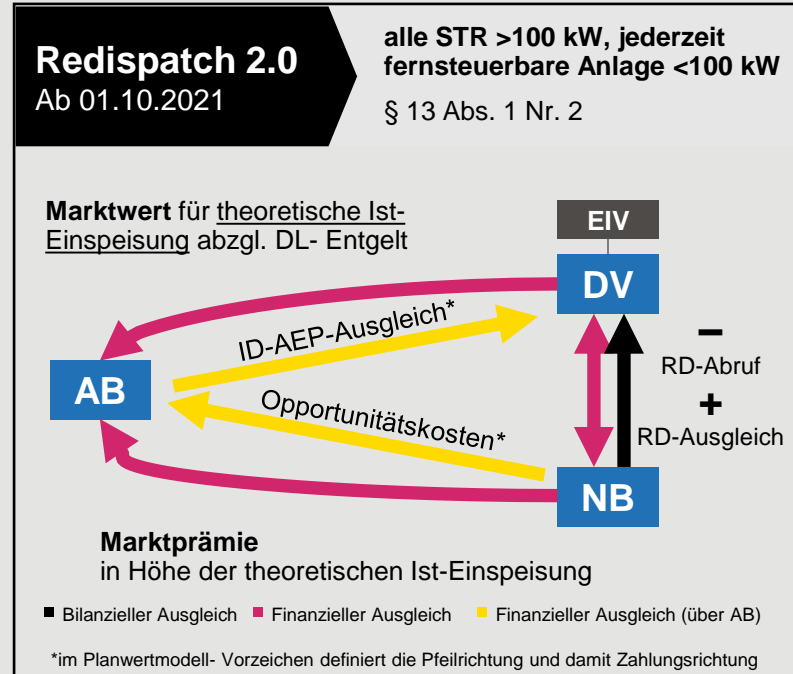 Redispatch 2.0
Ab 01.10.2021
alle STR >100 kW, jederzeit
fernsteuerbare Anlage <100 kW
§ 13 Abs. 1 Nr. 2
Marktwert für theoretische Ist-
Einspeisung abzgl. DL- Entgelt
EIV
DV
ID-AEP-Ausgleich*
AB
Opportunitätskosten*
–
RD-Abruf
+
RD-Ausgleich
NB
Marktprämie
in Höhe der theoretischen Ist-Einspeisung
Bilanzieller Ausgleich Finanzieller Ausgleich Finanzieller Ausgleich (über AB)
*im Planwertmodell- Vorzeichen definiert die Pfeilrichtung und damit Zahlungsrichtung